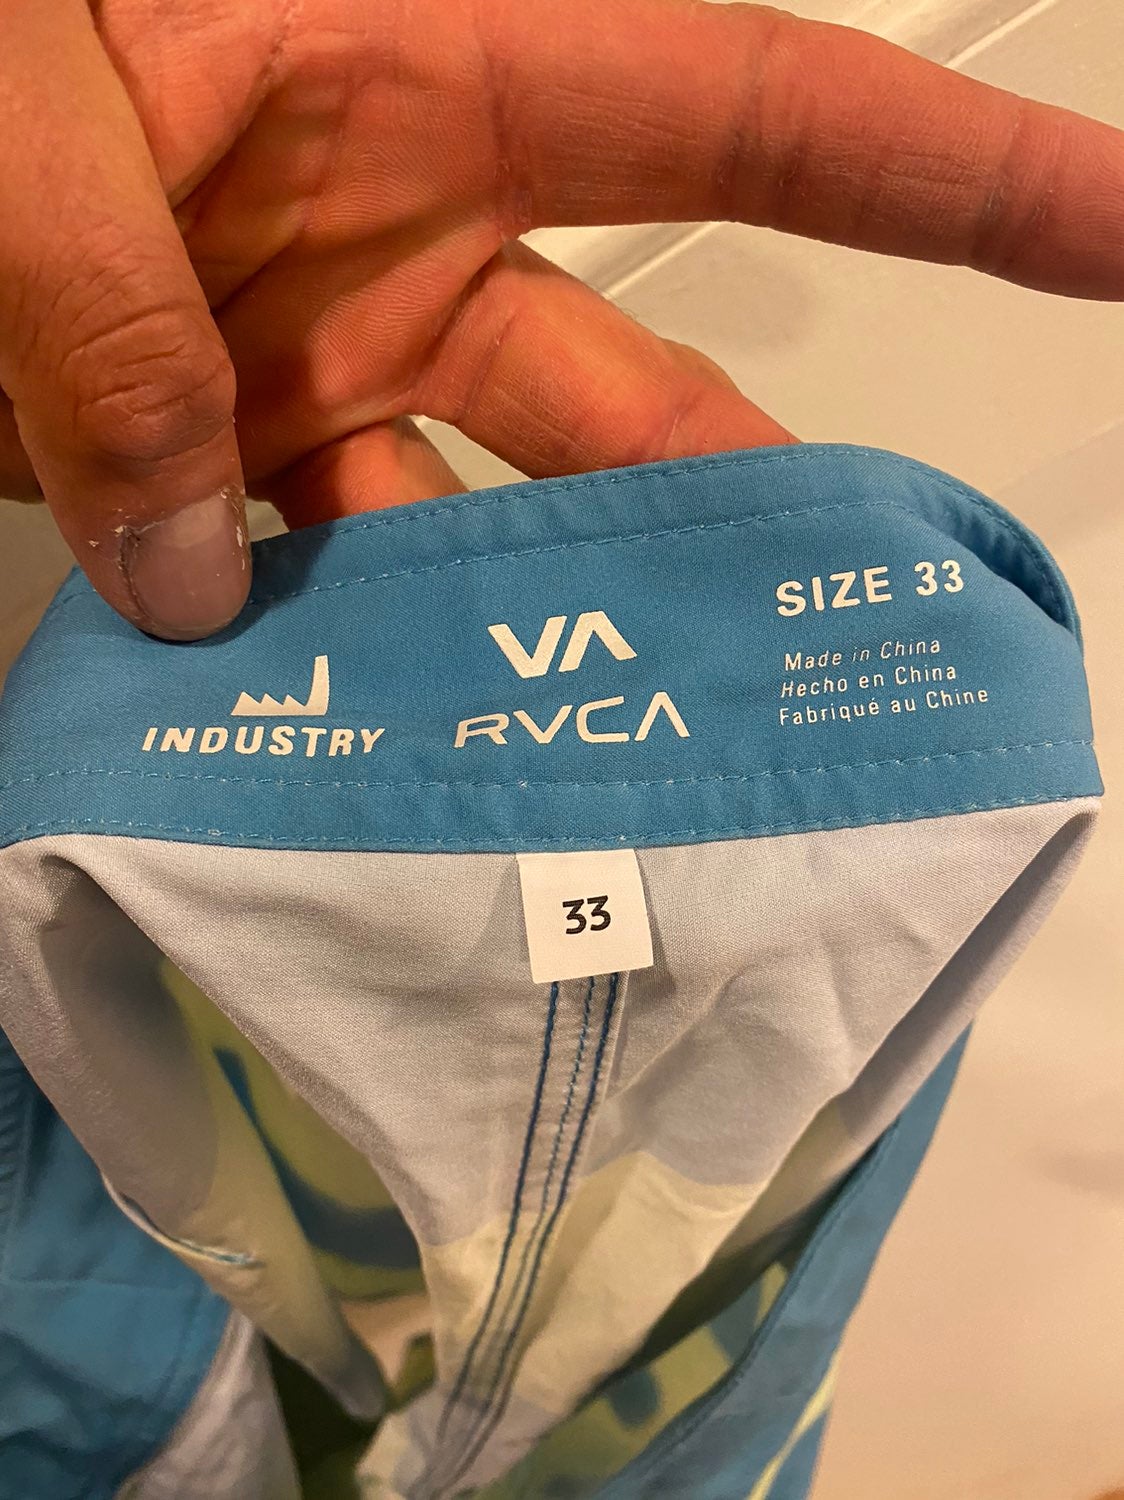 INDUSTRY
VA
RVCA
SIZE 33
Made in China
Hecho en China
Fabriqué au Chine
33